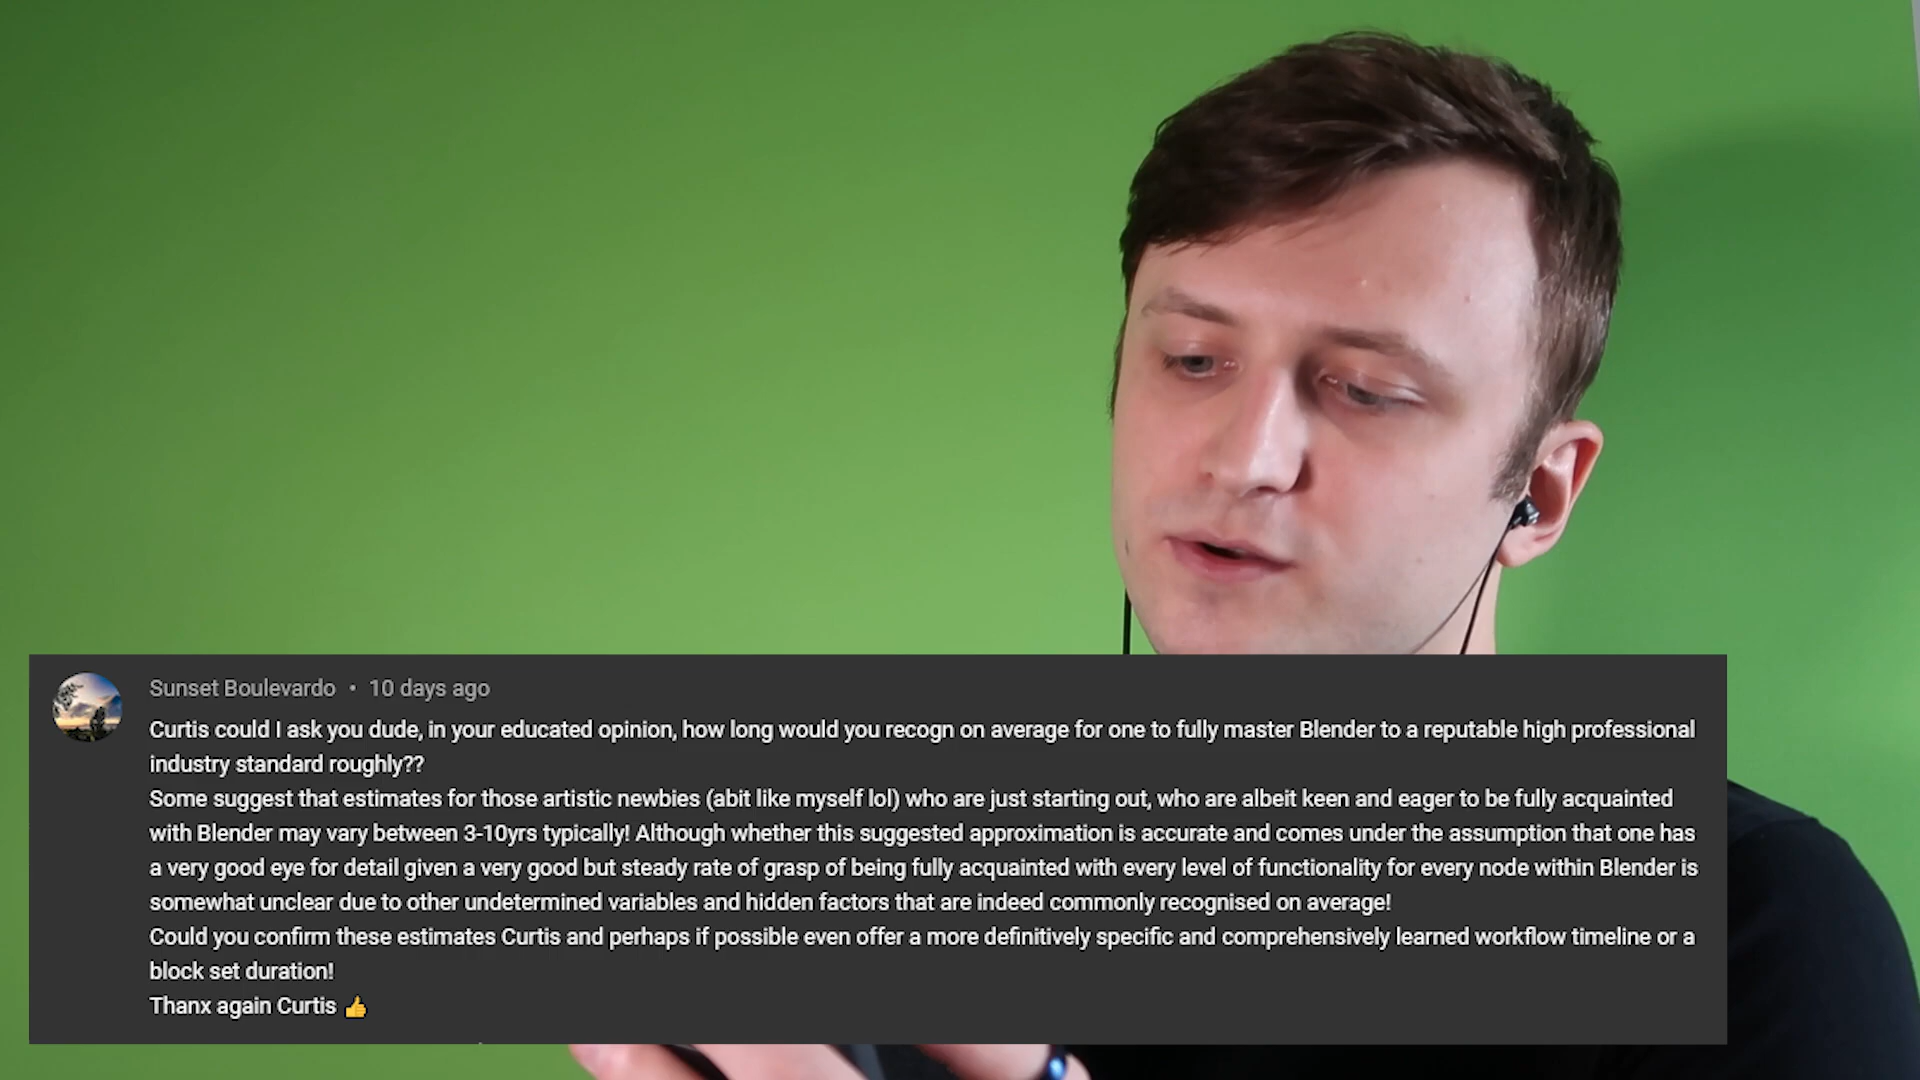 Sunset Boulevardo • 10 days ago
Curtis could I ask you dude, in your educated opinion, how long would you recogn on average for one to fully master Blender to a reputable high professional
industry standard roughly??
Some suggest that estimates for those artistic newbies (abit like myself lol) who are just starting out, who are albeit keen and eager to be fully acquainted
with Blender may vary between 3-10yrs typically! Although whether this suggested approximation is accurate and comes under the assumption that one has
a very good eye for detail given a very good but steady rate of grasp of being fully acquainted with every level of functionality for every node within Blender is
somewhat unclear due to other undetermined variables and hidden factors that are indeed commonly recognised on average!
Could you confirm these estimates Curtis and perhaps if possible even offer a more definitively specific and comprehensively learned workflow timeline or a
block set duration!
Thanx again Curtis 👍